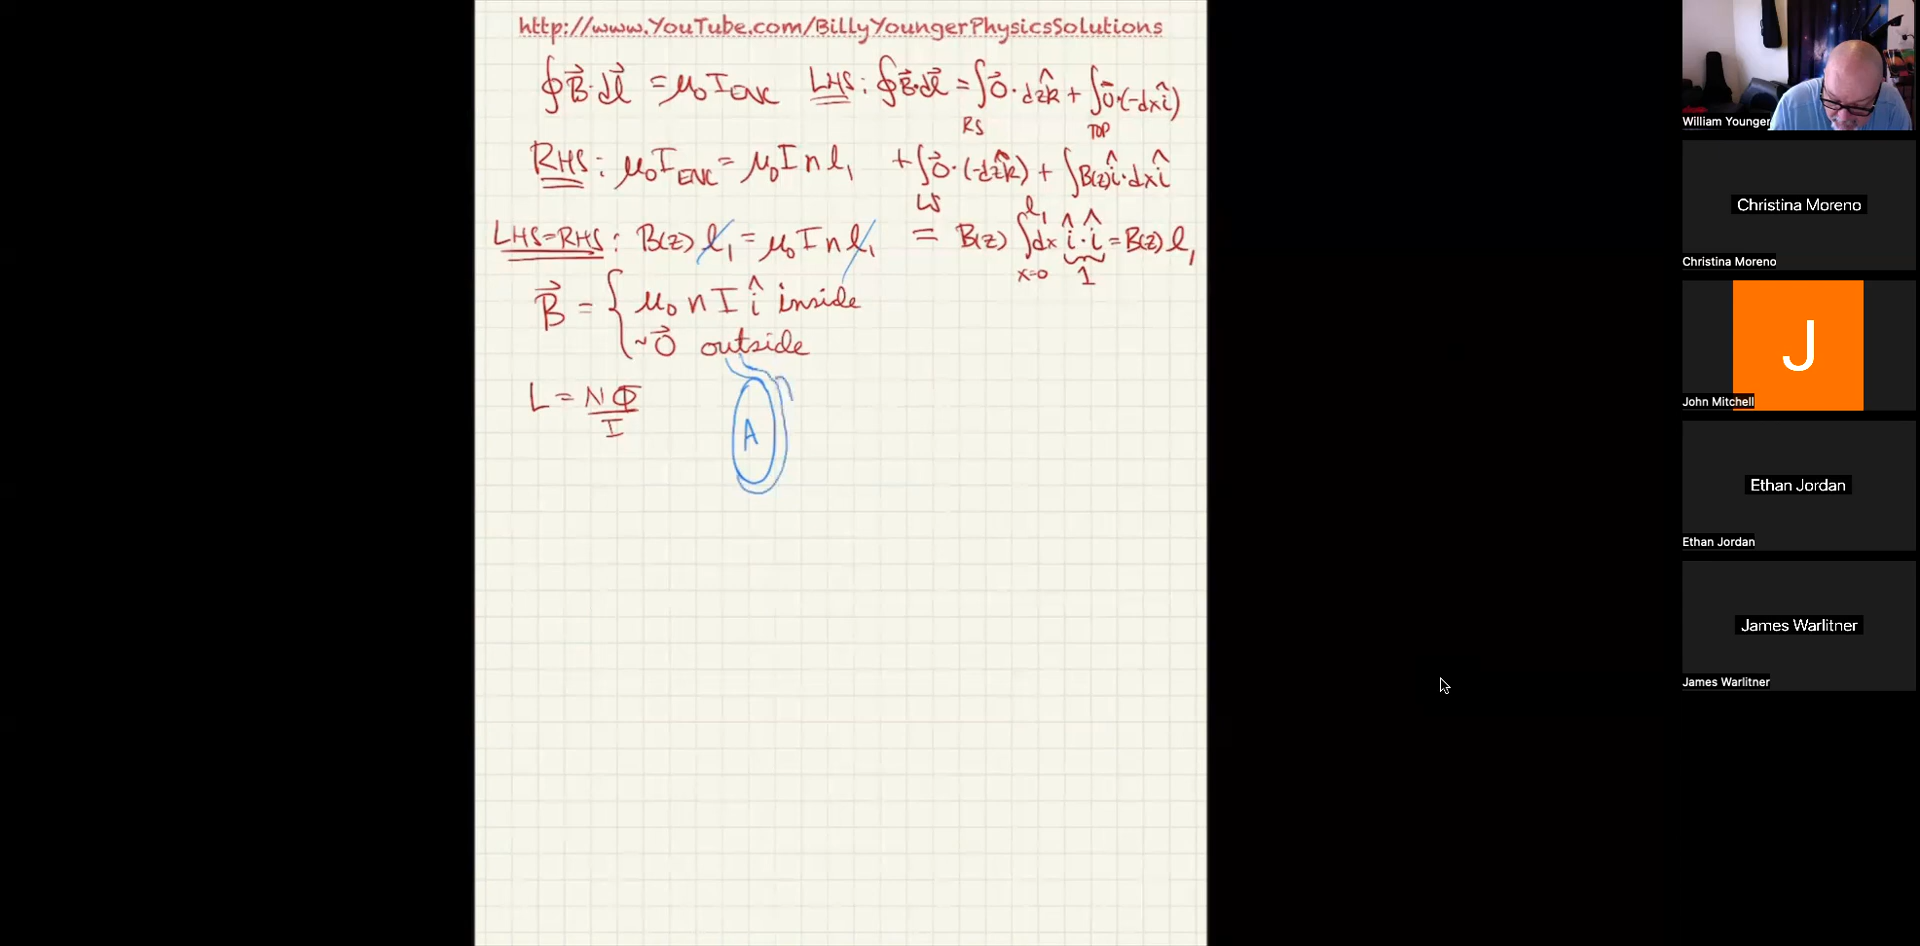 http://www.YouTube.com/BillyYoungerPhysicsSolutions
∮B⃗·dl⃗ = μ₀I_ENC LHS: ∮B⃗·dl⃗ = ∫0⃗·dzk̂ + ∫0⃗·(-dxî)
RS TOP
RHS: μ₀I_ENC = μ₀Inl₁ + ∫0⃗·(-dzk̂) + ∫B(z)î·dxî
LS
LHS=RHS: B(z)l₁ = μ₀Inl₁ = B(z) ∫_{x=0}^{l₁} dx î·î = B(z)l₁
1
B⃗ = { μ₀nIî inside
~0⃗ outside
L = NΦ/I
A
William Younger
Christina Moreno
Christina Moreno
J
John Mitchell
Ethan Jordan
Ethan Jordan
James Warlitner
James Warlitner